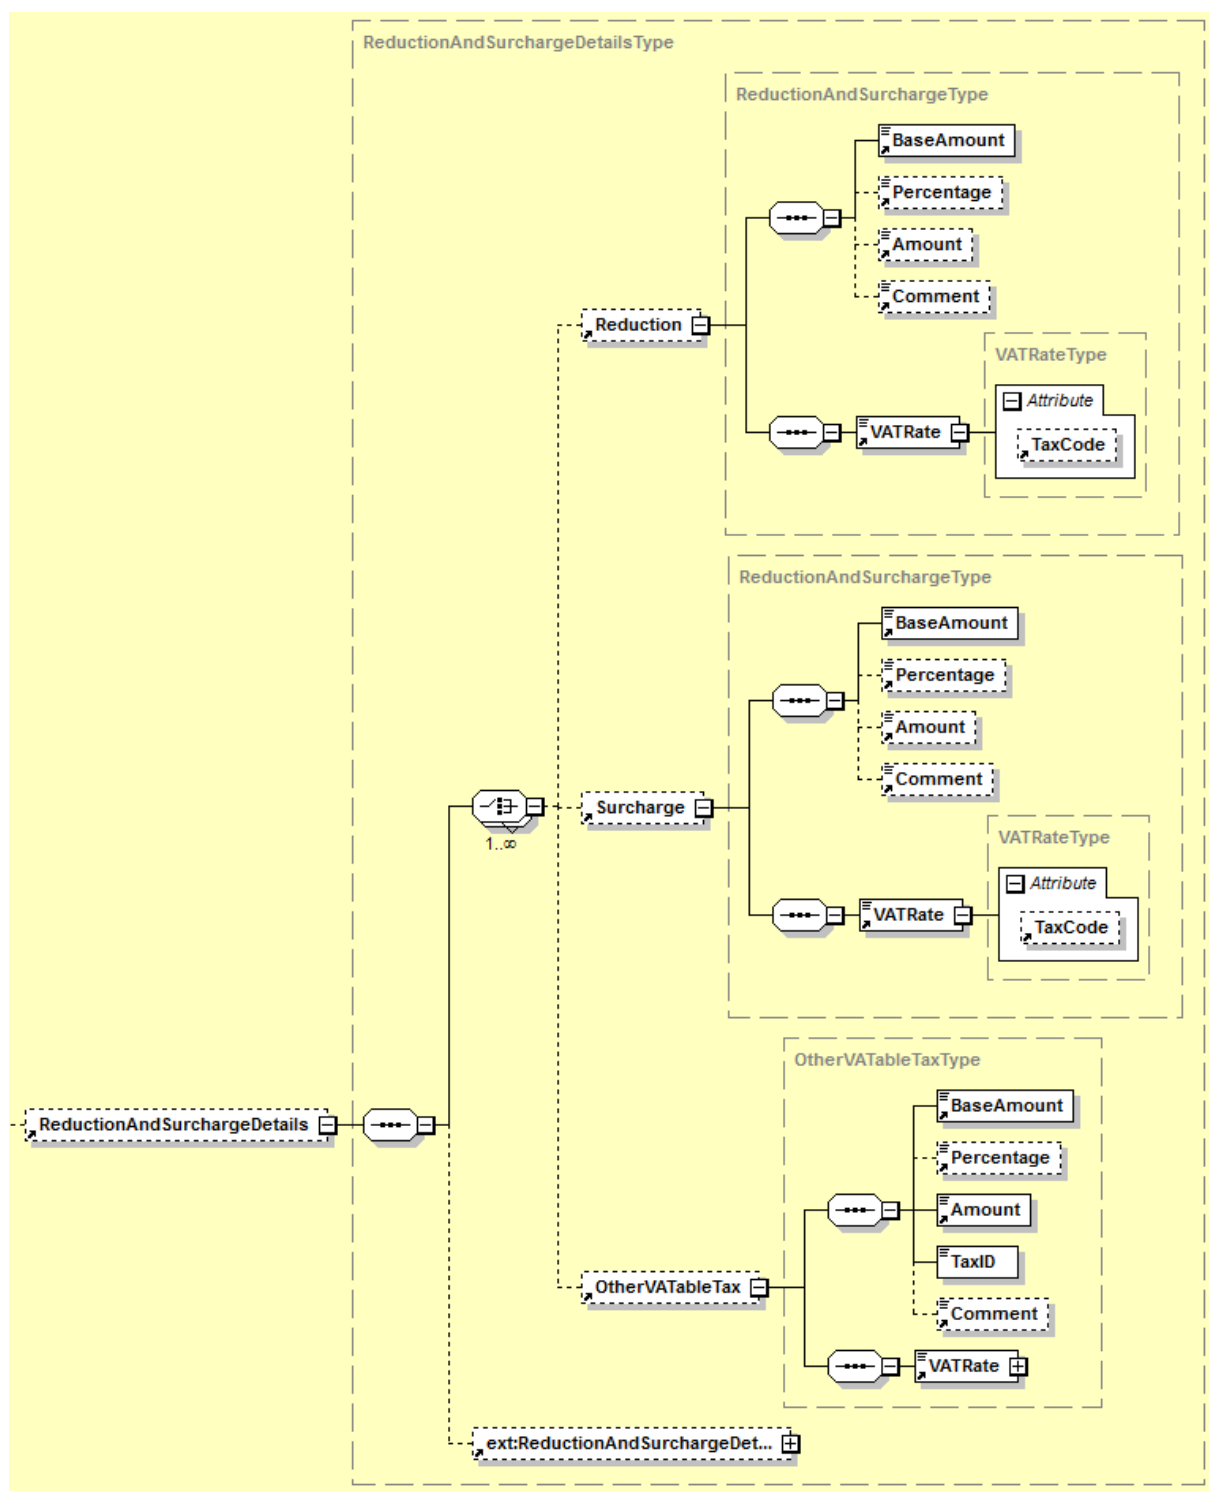 ReductionAndSurchargeDetailsType
ReductionAndSurchargeType
BaseAmount
Percentage
Amount
Comment
Reduction
VATRateType
Attribute
VATRate
TaxCode
ReductionAndSurchargeType
BaseAmount
Percentage
Amount
Comment
Surcharge
1..∞
VATRateType
Attribute
VATRate
TaxCode
OtherVATableTaxType
BaseAmount
ReductionAndSurchargeDetails
Percentage
Amount
TaxID
OtherVATableTax
Comment
VATRate
ext:ReductionAndSurchargeDet...